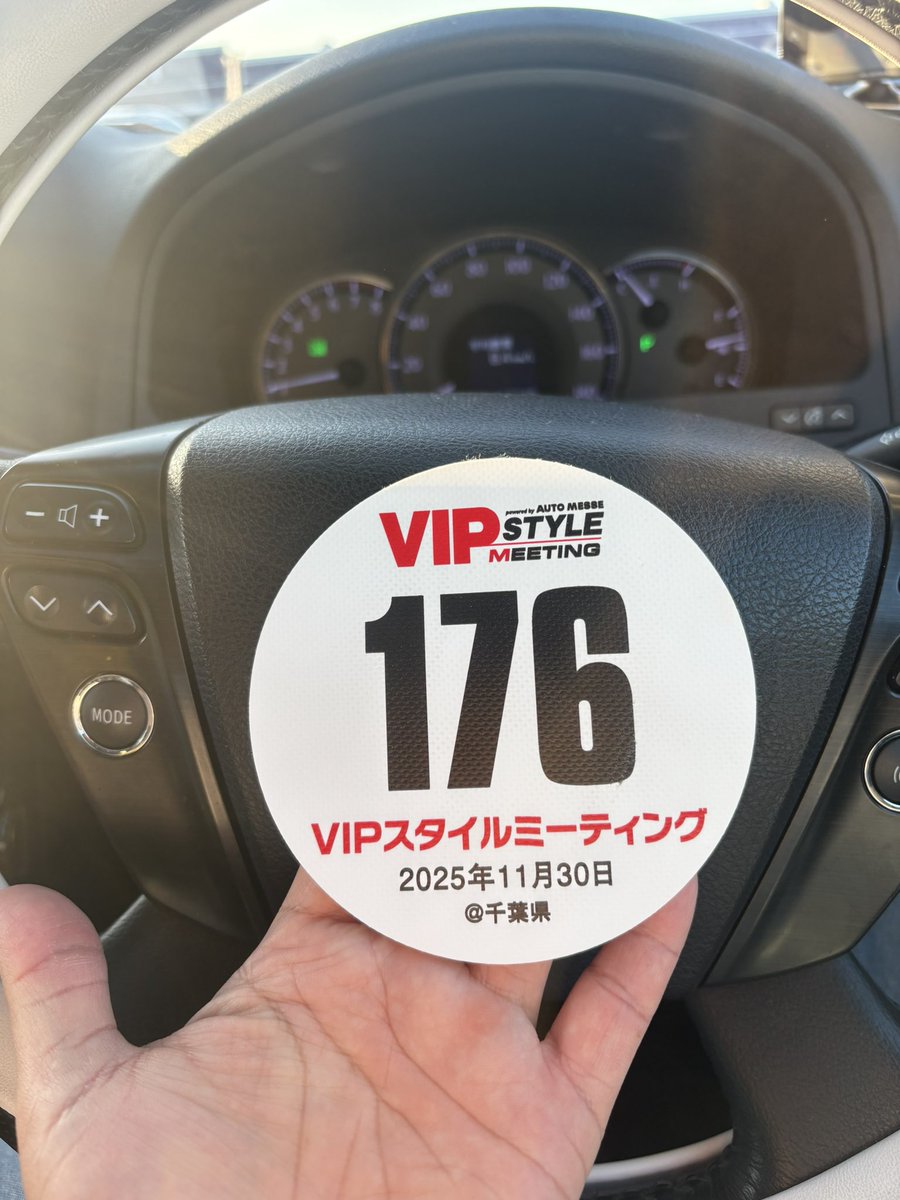 powered by AUTO MESSE
VIP STYLE
MEETING
176
VIPスタイルミーティング
2025年11月30日
@千葉県
MODE